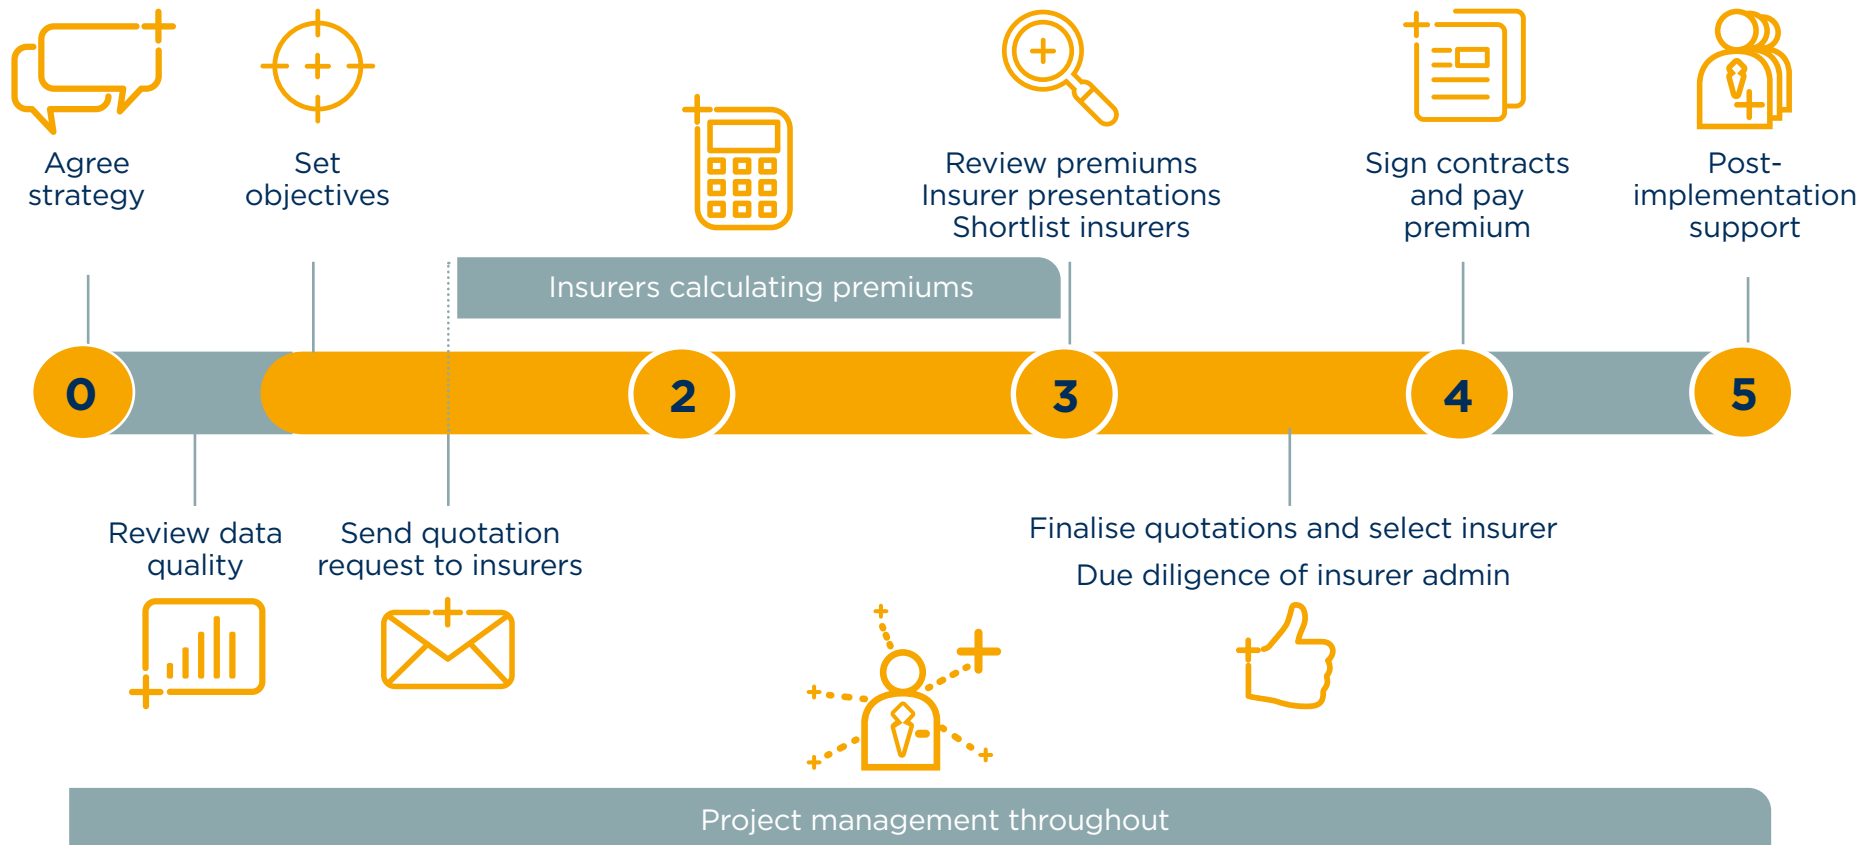 Agree
strategy
Set
objectives
Review premiums
Insurer presentations
Shortlist insurers
Sign contracts
and pay
premium
Post-
implementation
support
Insurers calculating premiums
0
2
3
4
5
Review data
quality
Send quotation
request to insurers
Finalise quotations and select insurer
Due diligence of insurer admin
Project management throughout